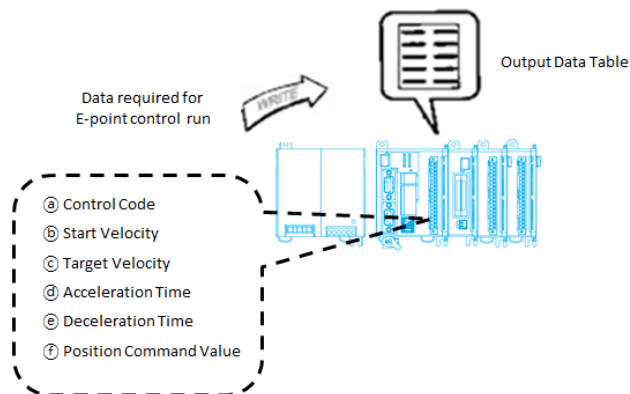 Output Data Table
Data required for
E-point control run
WRITE
ⓐ Control Code
ⓑ Start Velocity
ⓒ Target Velocity
ⓓ Acceleration Time
ⓔ Deceleration Time
ⓕ Position Command Value